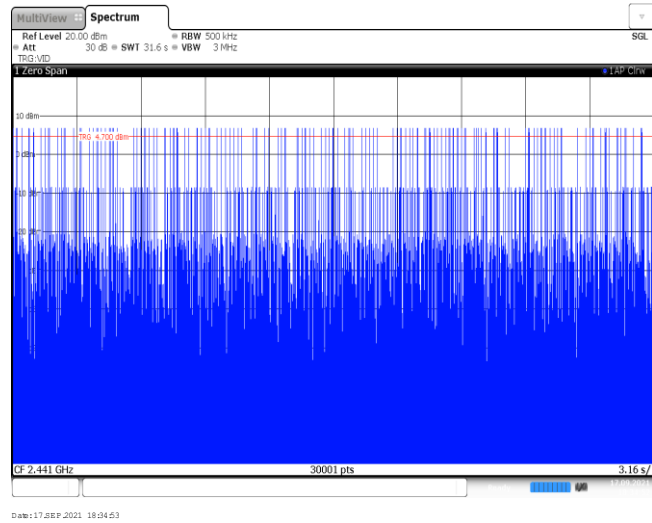 MultiView Spectrum
Ref Level 20.00 dBm RBW 500 kHz SGL
Att 30 dB SWT 31.6 s VBW 3 MHz
TRG:VID
1 Zero Span 1AP Clrw
10 dBm
TRG 4.700 dBm
0 dBm
CF 2.441 GHz 30001 pts 3.16 s/
Date:17.SEP.2021 18:34:53